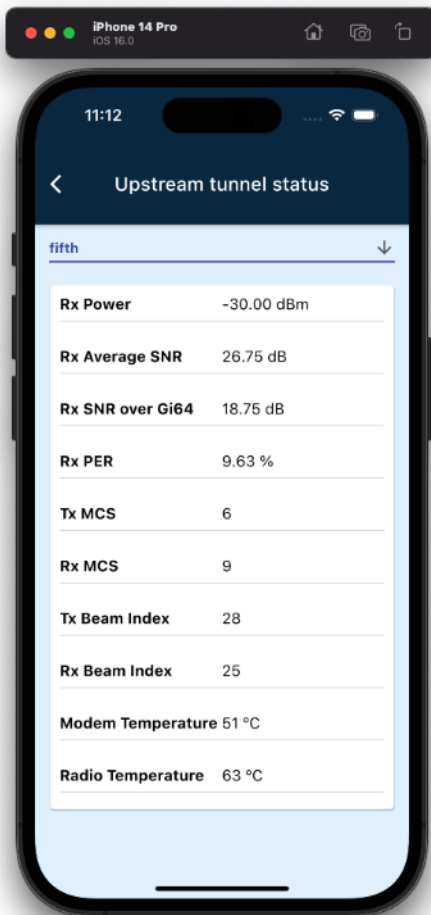 iPhone 14 Pro
iOS 16.0
11:12
Upstream tunnel status
fifth
Rx Power -30.00 dBm
Rx Average SNR 26.75 dB
Rx SNR over Gi64 18.75 dB
Rx PER 9.63 %
Tx MCS 6
Rx MCS 9
Tx Beam Index 28
Rx Beam Index 25
Modem Temperature 51 °C
Radio Temperature 63 °C